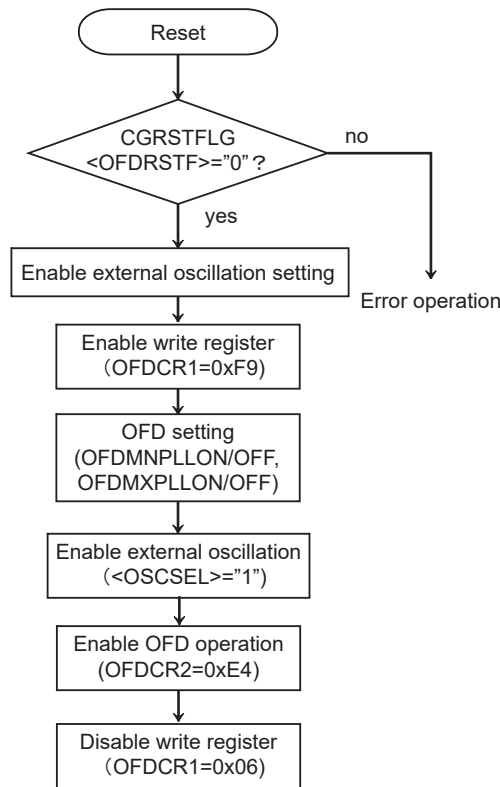 Reset
CGRSTFLG
<OFDRSTF>=”0”？
no
yes
Enable external oscillation setting
Error operation
Enable write register
（OFDCR1=0xF9)
OFD setting
(OFDMNPLLON/OFF,
OFDMXPLLON/OFF)
Enable external oscillation
（<OSCSEL>=”1”)
Enable OFD operation
(OFDCR2=0xE4)
Disable write register
（OFDCR1=0x06)